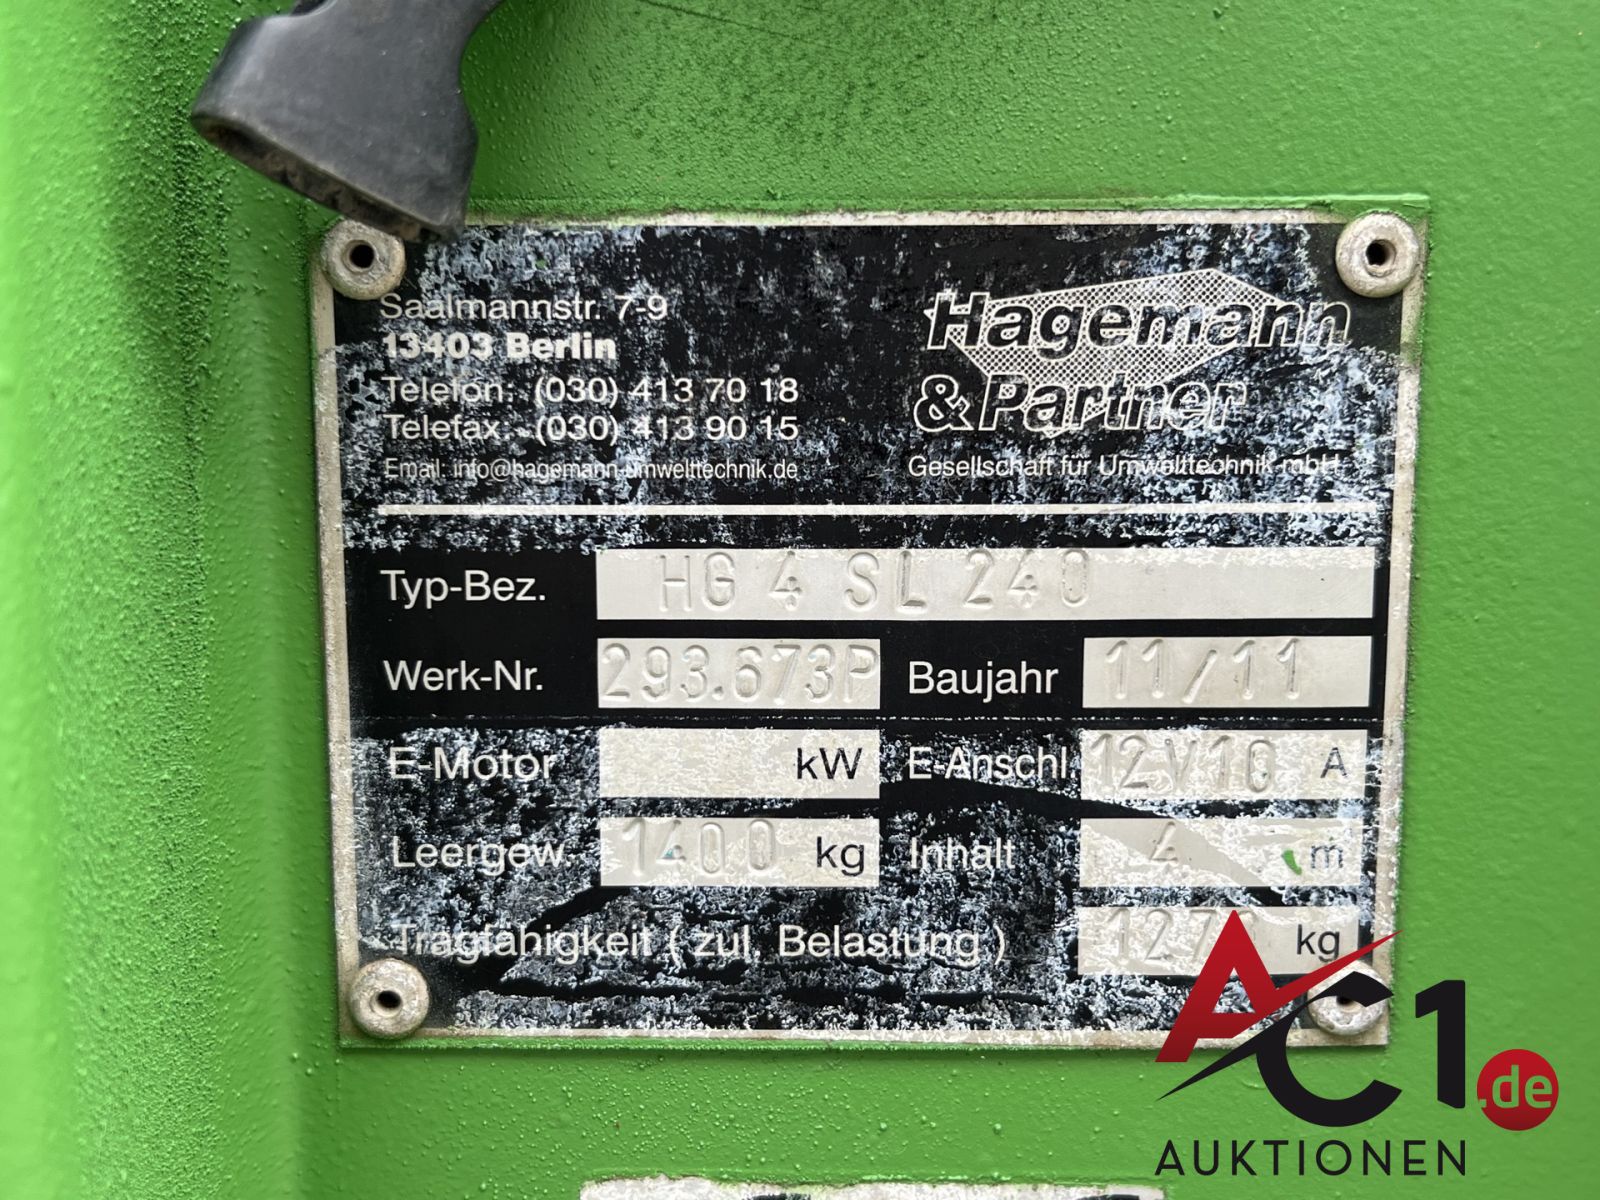 Saalmannstr. 7-9
13403 Berlin
Telefon: (030) 413 70 18
Telefax: (030) 413 90 15
Email: info@hagemann-umwelttechnik.de
Hagemann
& Partner
Gesellschaft für Umwelttechnik mbH
Typ-Bez. HG 4 SL 240
Werk-Nr. 293.673P Baujahr 11/11
E-Motor kW E-Anschl. 12V/10 A
Leergew. 1400 kg Inhalt 4 m
Tragfähigkeit ( zul. Belastung ) kg
AC1.de
AUKTIONEN